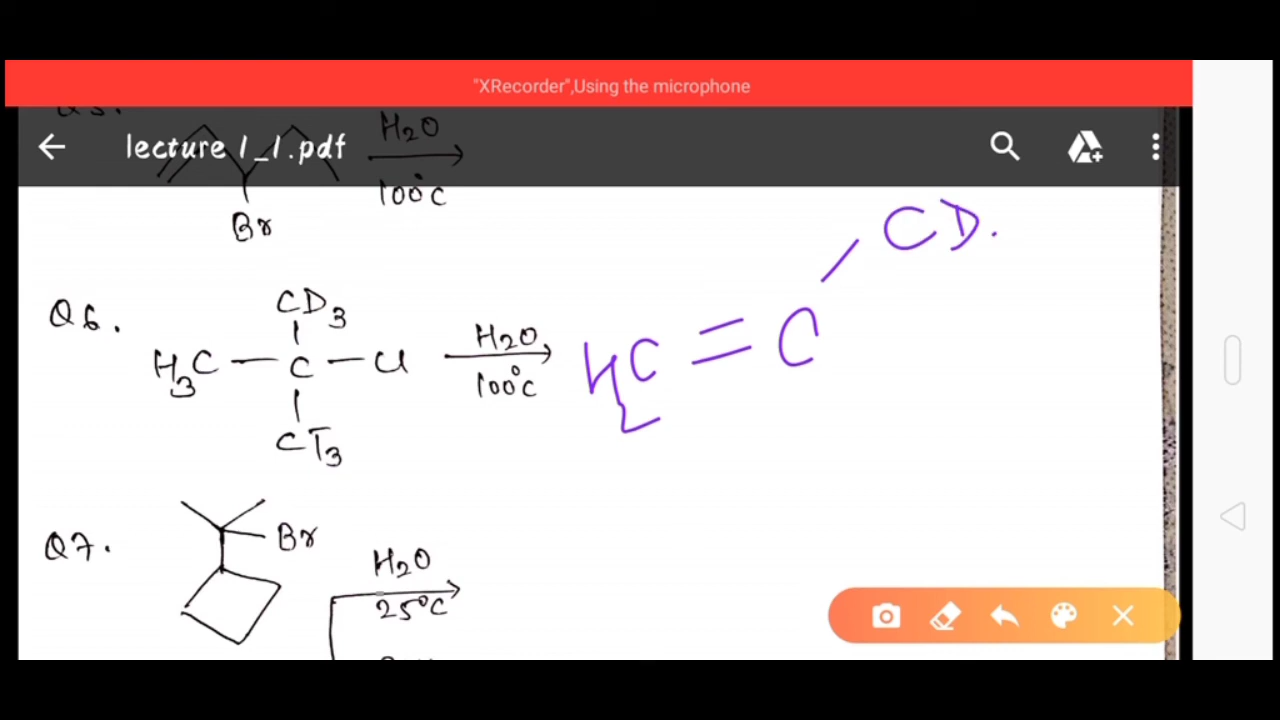 "XRecorder",Using the microphone
lecture 1_1.pdf
H2O
100°C
Br
Q6.
CD3
H3C — C — Cl
CT3
H2O
100°C
H2C = C
CD.
Q7.
Br
H2O
25°C